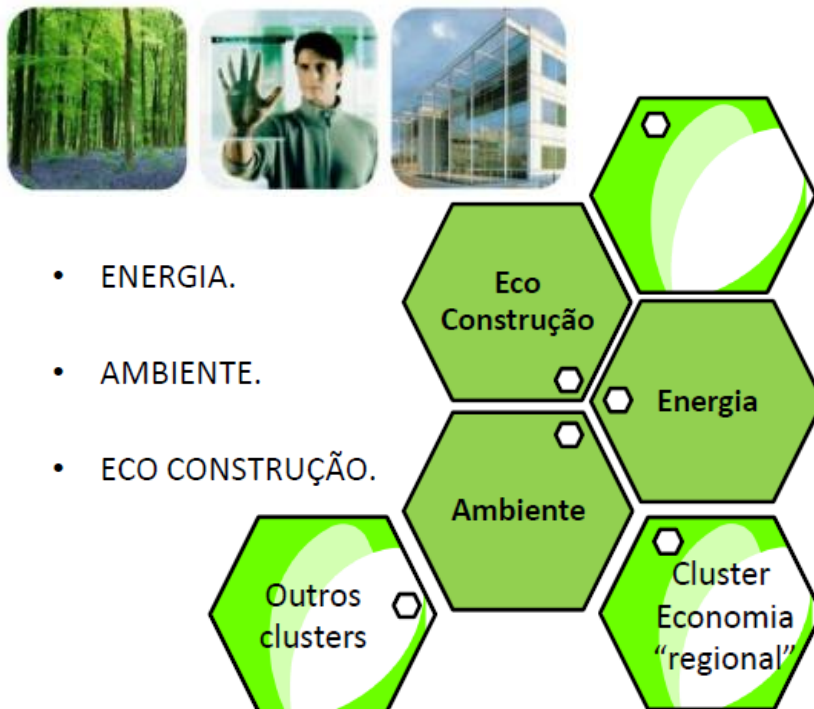 • ENERGIA.
• AMBIENTE.
• ECO CONSTRUÇÃO.
Eco
Construção
Energia
Ambiente
Outros
clusters
Cluster
Economia
“regional”